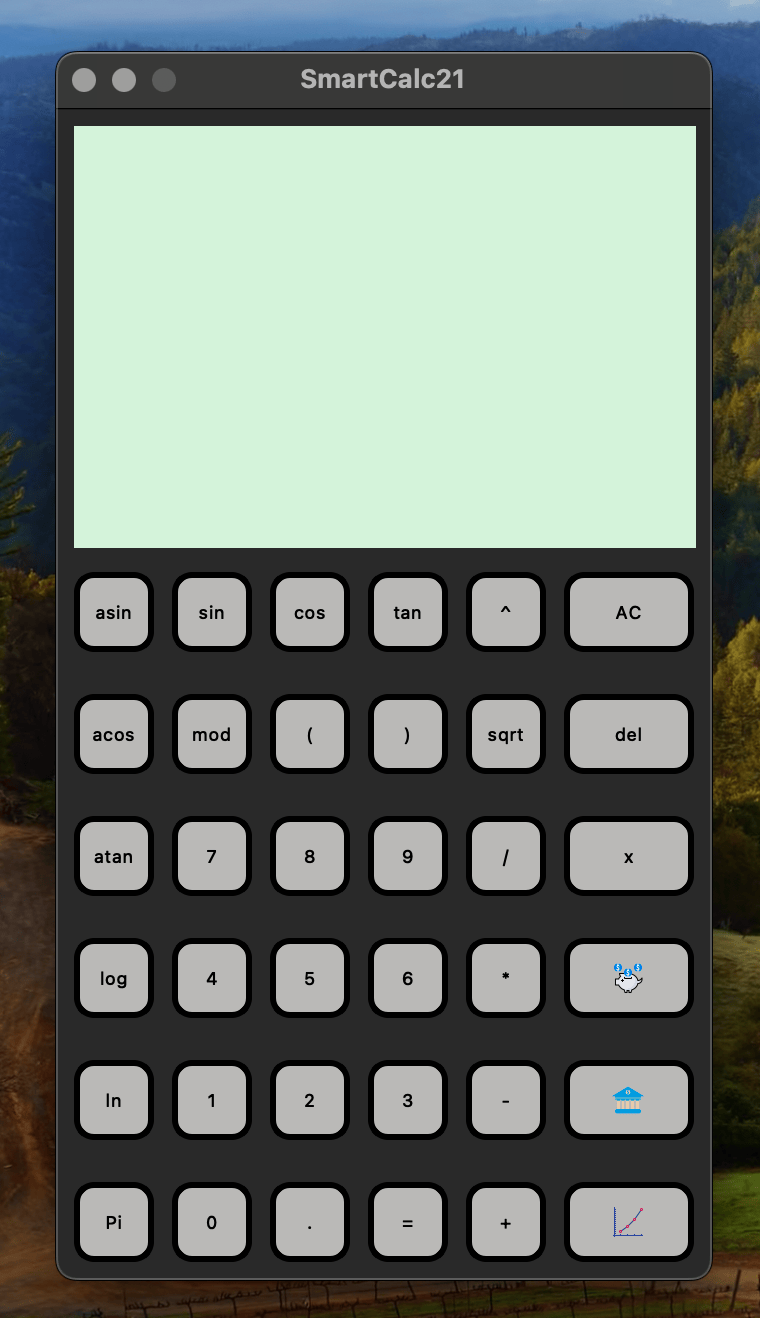 SmartCalc21
asin sin cos tan ^ AC
acos mod ( ) sqrt del
atan 7 8 9 / x
log 4 5 6 *
ln 1 2 3 -
Pi 0 . = +